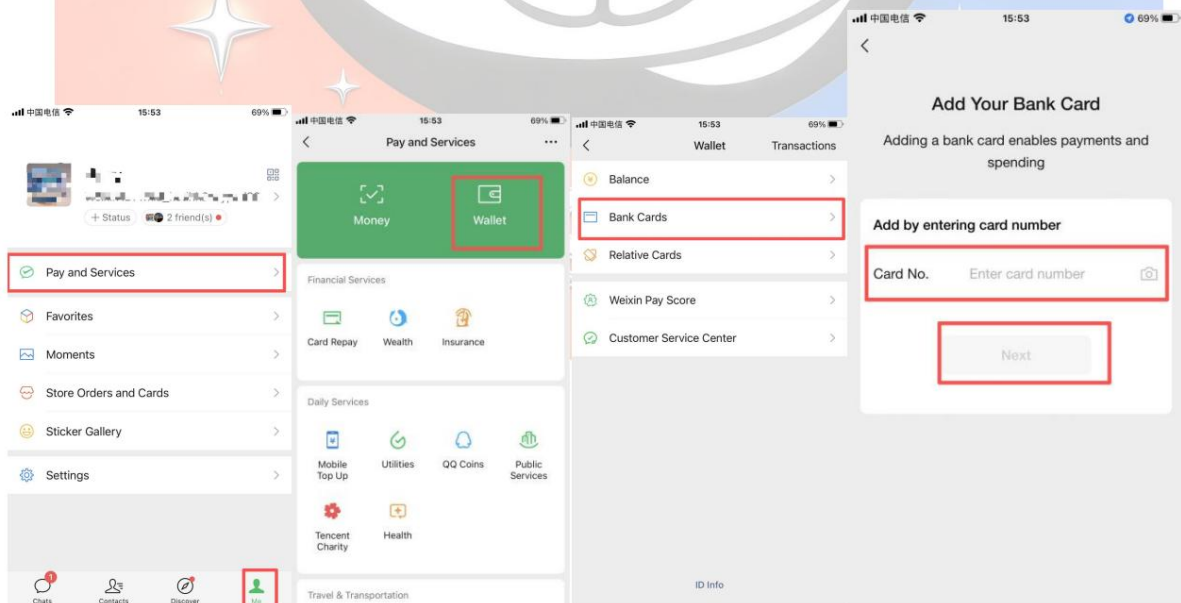 中国电信
15:53
69%
+ Status
2 friend(s)
Pay and Services
Favorites
Moments
Store Orders and Cards
Sticker Gallery
Settings
1
Chats
Contacts
Discover
Me
中国电信
15:53
69%
Pay and Services
Money
Wallet
Financial Services
Card Repay
Wealth
Insurance
Daily Services
Mobile
Top Up
Utilities
QQ Coins
Public
Services
Tencent
Charity
Health
Travel & Transportation
中国电信
15:53
69%
Wallet
Transactions
Balance
Bank Cards
Relative Cards
Weixin Pay Score
Customer Service Center
ID Info
中国电信
15:53
69%
Add Your Bank Card
Adding a bank card enables payments and
spending
Add by entering card number
Card No.
Enter card number
Next